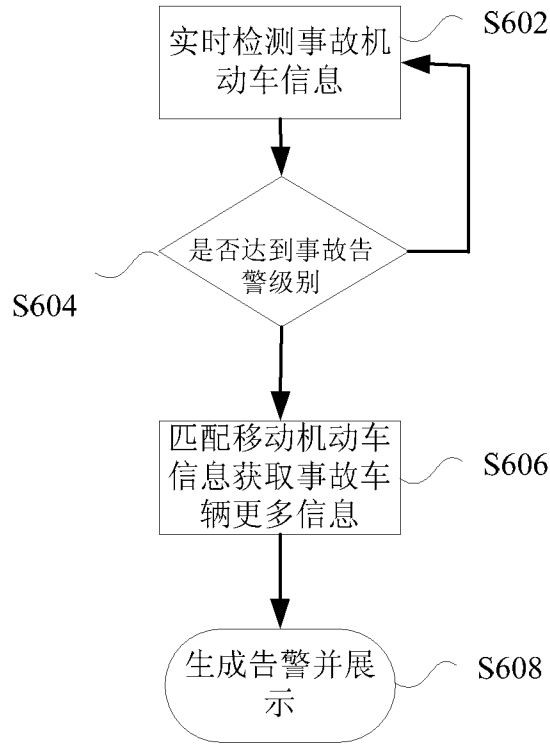 实时检测事故机
动车信息
S602
是否达到事故告
警级别
S604
匹配移动机动车
信息获取事故车
辆更多信息
S606
生成告警并展
示
S608